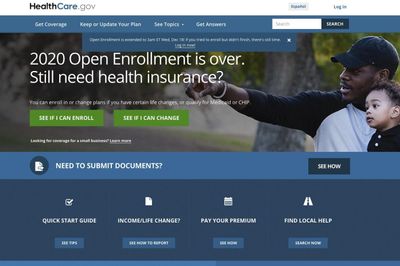 HealthCare.gov
Español
Log in
Get Coverage Keep or Update Your Plan See Topics Get Answers Search SEARCH
Open Enrollment is extended to 3am ET Wed, Dec 18! If you tried to enroll but didn't finish, there's still time.
Log in now!
2020 Open Enrollment is over.
Still need health insurance?
You can enroll in or change plans if you have certain life changes, or qualify for Medicaid or CHIP.
SEE IF I CAN ENROLL SEE IF I CAN CHANGE
Looking for coverage for a small business? Learn more
NEED TO SUBMIT DOCUMENTS? SEE HOW
QUICK START GUIDE INCOME/LIFE CHANGE? PAY YOUR PREMIUM FIND LOCAL HELP
SEE TIPS SEE HOW TO REPORT SEE HOW SEARCH NOW